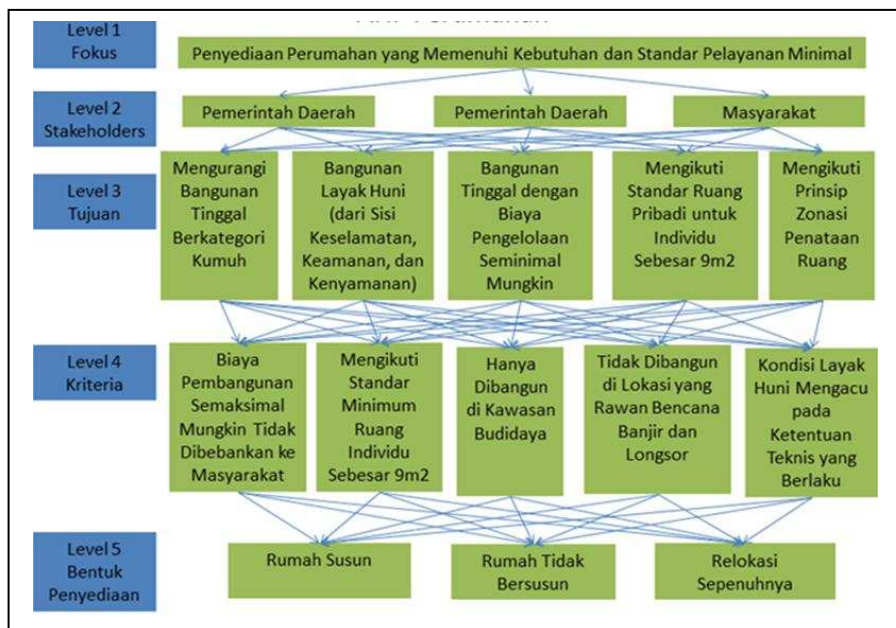 Level 1
Fokus
Penyediaan Perumahan yang Memenuhi Kebutuhan dan Standar Pelayanan Minimal
Level 2
Stakeholders
Pemerintah Daerah
Pemerintah Daerah
Masyarakat
Level 3
Tujuan
Mengurangi
Bangunan
Tinggal
Berkategori
Kumuh
Bangunan
Layak Huni
(dari Sisi
Keselamatan,
Keamanan, dan
Kenyamanan)
Bangunan
Tinggal dengan
Biaya
Pengelolaan
Seminimal
Mungkin
Mengikuti
Standar Ruang
Pribadi untuk
Individu
Sebesar 9m2
Mengikuti
Prinsip
Zonasi
Penataan
Ruang
Level 4
Kriteria
Biaya
Pembangunan
Semaksimal
Mungkin Tidak
Dibebankan ke
Masyarakat
Mengikuti
Standar
Minimum
Ruang
Individu
Sebesar 9m2
Hanya
Dibangun
di Kawasan
Budidaya
Tidak Dibangun
di Lokasi yang
Rawan Bencana
Banjir dan
Longsor
Kondisi Layak
Huni Mengacu
pada
Ketentuan
Teknis yang
Berlaku
Level 5
Bentuk
Penyediaan
Rumah Susun
Rumah Tidak
Bersusun
Relokasi
Sepenuhnya